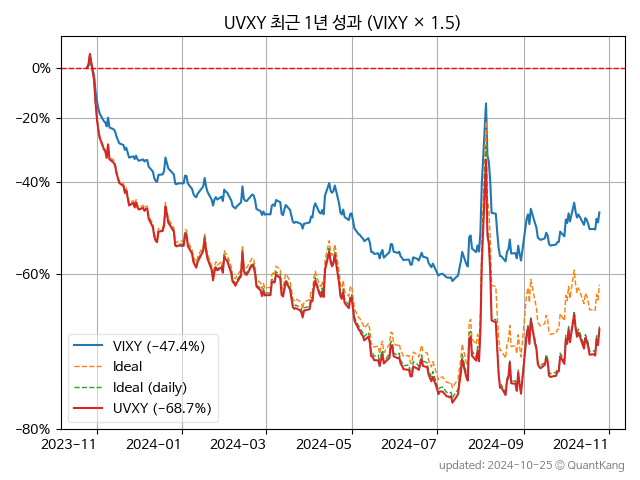 UVXY 최근 1년 성과 (VIXY × 1.5)
0%
−20%
−40%
−60%
−80%
VIXY (−47.4%)
Ideal
Ideal (daily)
UVXY (−68.7%)
2023−11 2024−01 2024−03 2024−05 2024−07 2024−09 2024−11
updated: 2024−10−25 © QuantKang